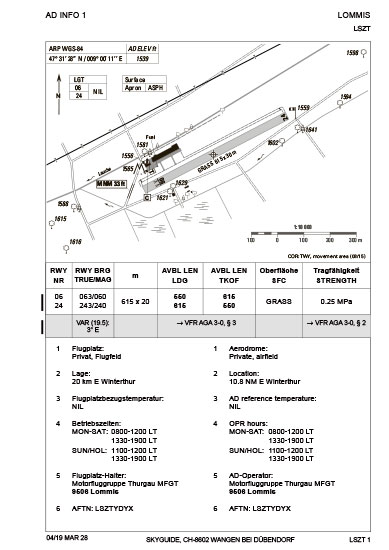 AD INFO 1
LOMMIS
LSZT
ARP WGS-84
AD ELEV ft
47° 31' 28" N / 009° 00' 11" E
1539
LGT
06
24
NIL
Surface
Apron ASPH
N
1598
1594
1559
1641
1602
Fuel
1581
1556
1565
MNM 33 ft
GRASS 615 x 30 m
Lauche
1629
1621
C
1588
1615
1616
1:10 000
100 0 100 200 300 m
COR: TWY, movement area (08/15)
RWY NR
RWY BRG TRUE/MAG
m
AVBL LEN LDG
AVBL LEN TKOF
Oberfläche SFC
Tragfähigkeit STRENGTH
06 063/060 550 615
24 243/240 615 x 20 615 550 GRASS 0.25 MPa
VAR (19.5): 3° E
→ VFR AGA 3-0, § 3
→ VFR AGA 3-0, § 2
1 Flugplatz:
Privat, Flugfeld
1 Aerodrome:
Private, airfield
2 Lage:
20 km E Winterthur
2 Location:
10.8 NM E Winterthur
3 Flugplatzbezugstemperatur:
NIL
3 AD reference temperature:
NIL
4 Betriebszeiten:
MON-SAT: 0800-1200 LT
1330-1900 LT
SUN/HOL: 1100-1200 LT
1330-1900 LT
4 OPR hours:
MON-SAT: 0800-1200 LT
1330-1900 LT
SUN/HOL: 1100-1200 LT
1330-1900 LT
5 Flugplatz-Halter:
Motorfluggruppe Thurgau MFGT
9506 Lommis
5 AD-Operator:
Motorfluggruppe Thurgau MFGT
9506 Lommis
6 AFTN: LSZTYDYX
6 AFTN: LSZTYDYX
04/19 MAR 28
SKYGUIDE, CH-8602 WANGEN BEI DÜBENDORF
LSZT 1